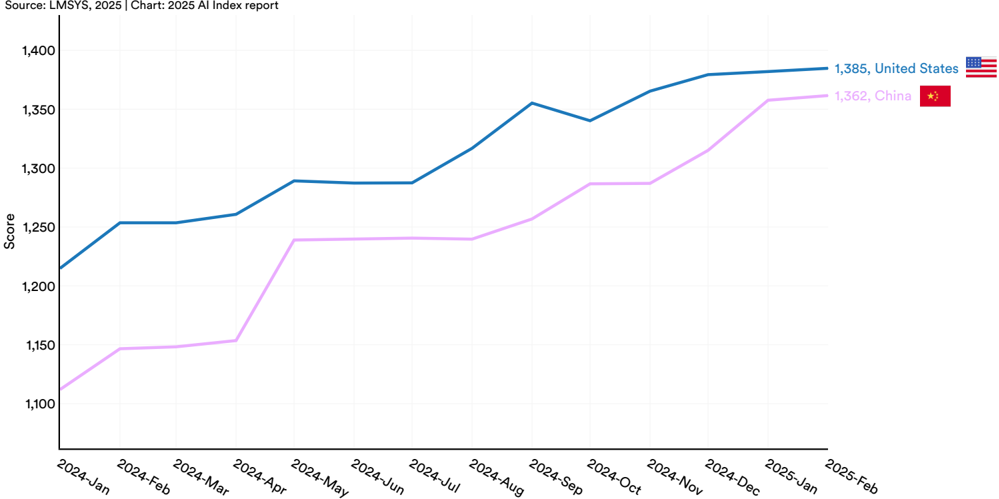 Source: LMSYS, 2025 | Chart: 2025 AI Index report
1,400
1,350
1,300
1,250
1,200
1,150
1,100
Score
1,385, United States
1,362, China
2024-Jan
2024-Feb
2024-Mar
2024-Apr
2024-May
2024-Jun
2024-Jul
2024-Aug
2024-Sep
2024-Oct
2024-Nov
2024-Dec
2025-Jan
2025-Feb